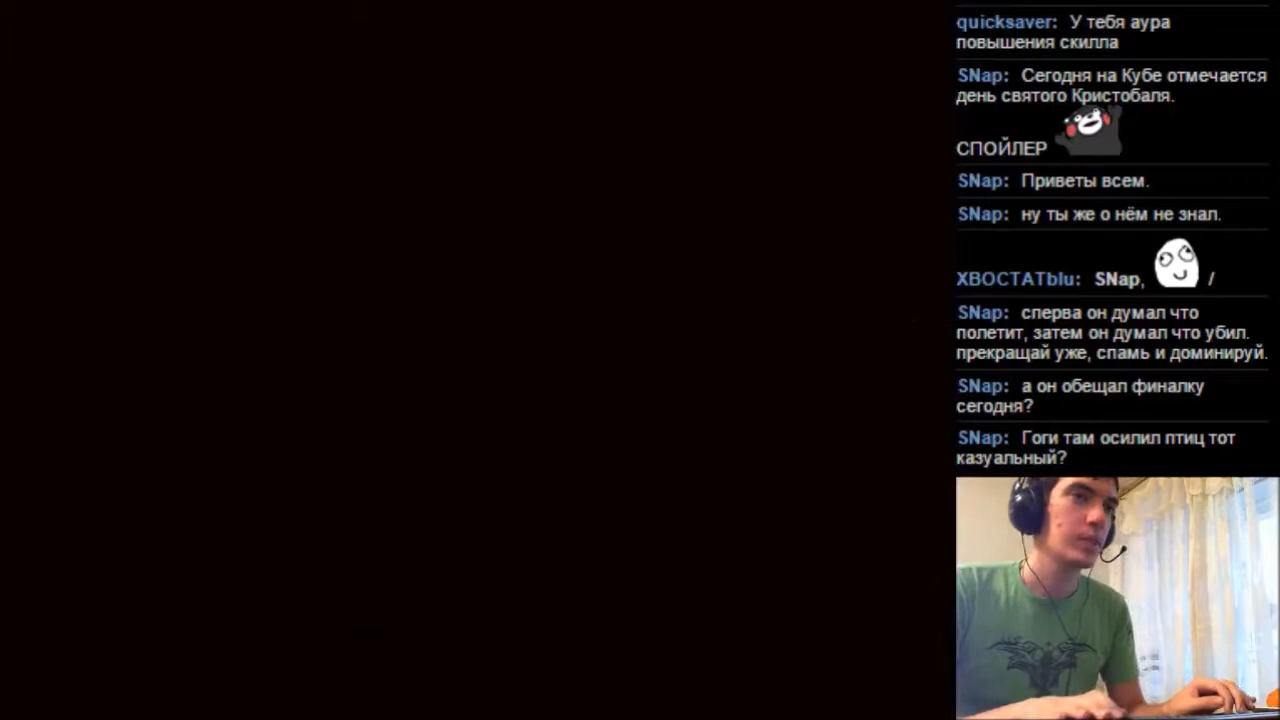 quicksaver: У тебя аура
повышения скилла
SNap: Сегодня на Кубе отмечается
день святого Кристобаля.
СПОЙЛЕР
SNap: Приветы всем.
SNap: ну ты же о нём не знал.
XBOCTATblu: SNap, /
SNap: сперва он думал что
полетит, затем он думал что убил.
прекращай уже, спамь и доминируй.
SNap: а он обещал финалку
сегодня?
SNap: Гоги там осилил птиц тот
казуальный?